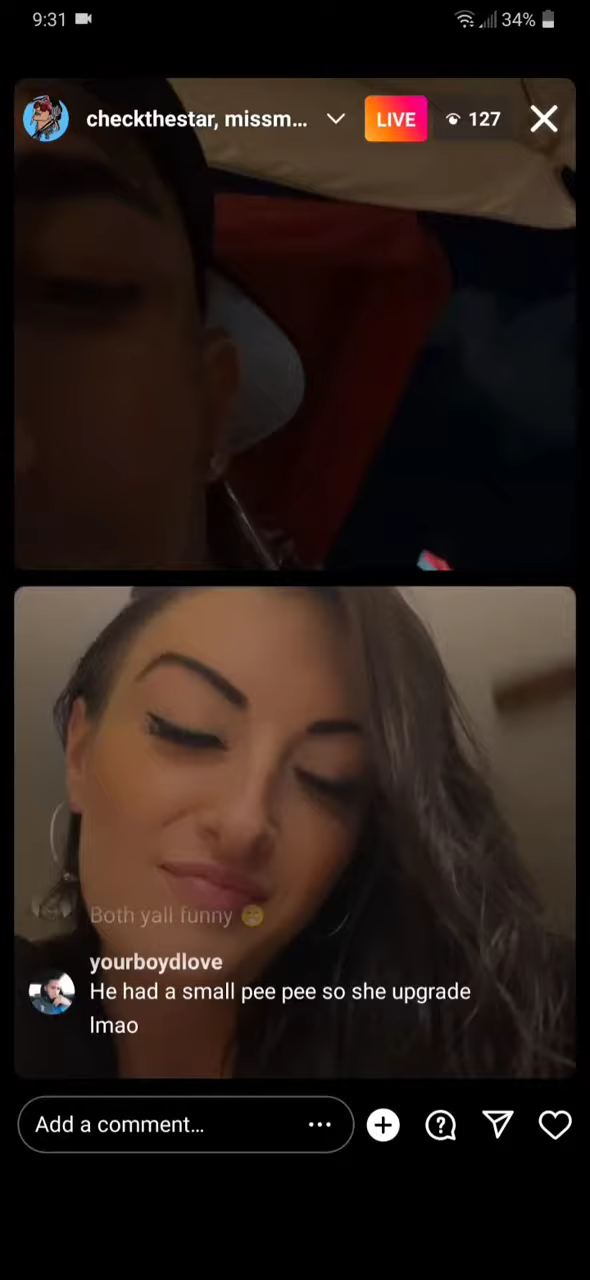 9:31
34%
checkthestar, missm...
LIVE
127
Both yall funny 😁
yourboydlove
He had a small pee pee so she upgrade
lmao
Add a comment...